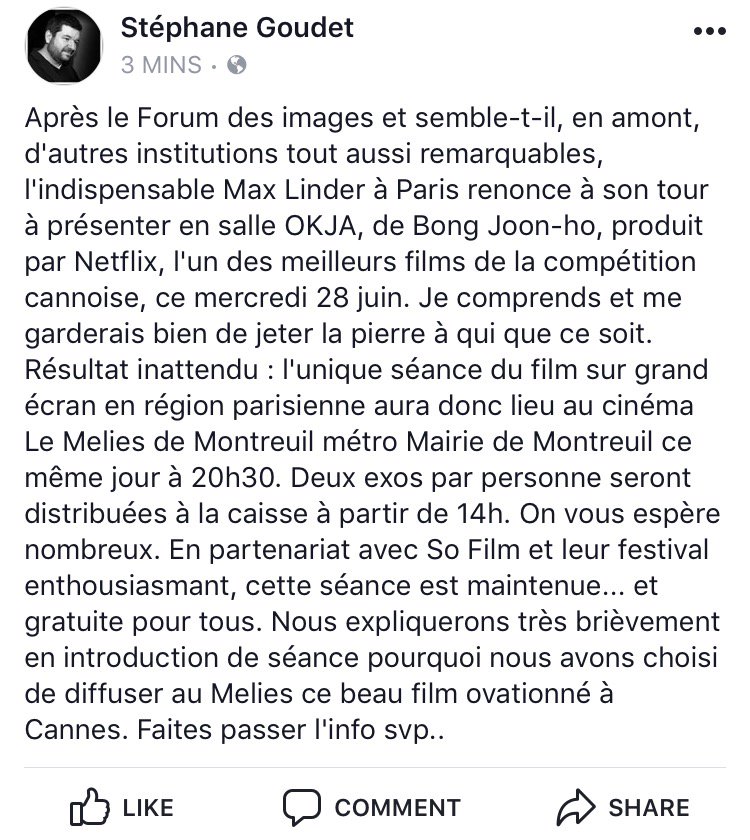 Stéphane Goudet
3 MINS ·
Après le Forum des images et semble-t-il, en amont,
d'autres institutions tout aussi remarquables,
l'indispensable Max Linder à Paris renonce à son tour
à présenter en salle OKJA, de Bong Joon-ho, produit
par Netflix, l'un des meilleurs films de la compétition
cannoise, ce mercredi 28 juin. Je comprends et me
garderais bien de jeter la pierre à qui que ce soit.
Résultat inattendu : l'unique séance du film sur grand
écran en région parisienne aura donc lieu au cinéma
Le Melies de Montreuil métro Mairie de Montreuil ce
même jour à 20h30. Deux exos par personne seront
distribuées à la caisse à partir de 14h. On vous espère
nombreux. En partenariat avec So Film et leur festival
enthousiasmant, cette séance est maintenue... et
gratuite pour tous. Nous expliquerons très brièvement
en introduction de séance pourquoi nous avons choisi
de diffuser au Melies ce beau film ovationné à
Cannes. Faites passer l'info svp..
LIKE COMMENT SHARE